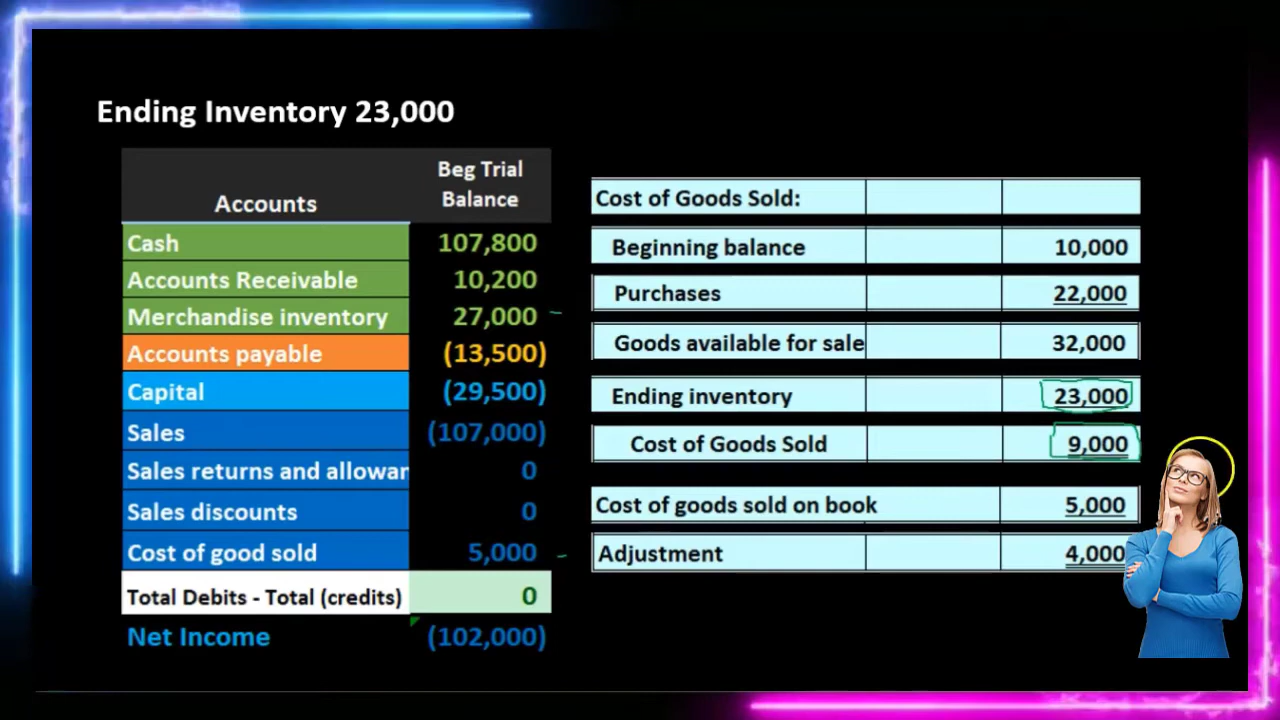 Ending Inventory 23,000
Accounts Beg Trial Balance
Cash 107,800
Accounts Receivable 10,200
Merchandise inventory 27,000
Accounts payable (13,500)
Capital (29,500)
Sales (107,000)
Sales returns and allowan 0
Sales discounts 0
Cost of good sold 5,000
Total Debits - Total (credits) 0
Net Income (102,000)
Cost of Goods Sold:
Beginning balance 10,000
Purchases 22,000
Goods available for sale 32,000
Ending inventory 23,000
Cost of Goods Sold 9,000
Cost of goods sold on book 5,000
Adjustment 4,000